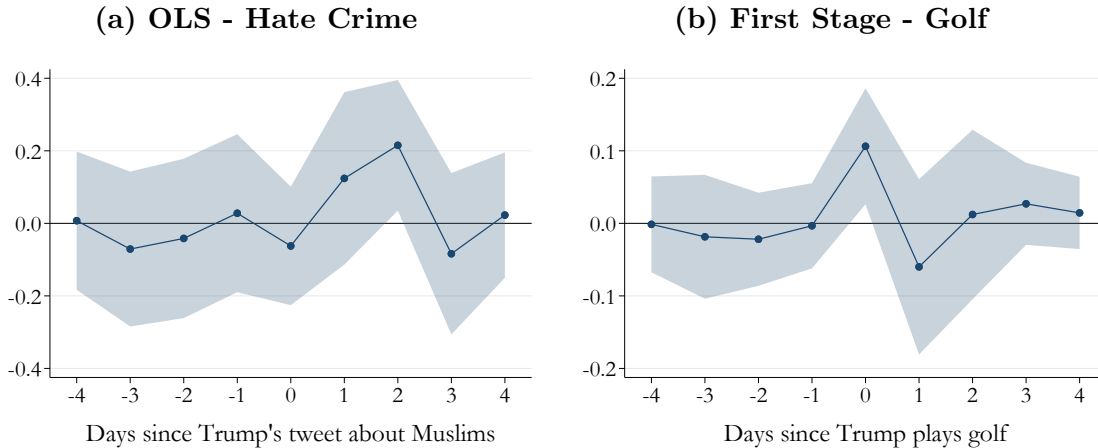 (a) OLS - Hate Crime
0.4
0.2
0.0
-0.2
-0.4
-4 -3 -2 -1 0 1 2 3 4
Days since Trump's tweet about Muslims
(b) First Stage - Golf
0.2
0.1
0.0
-0.1
-0.2
-4 -3 -2 -1 0 1 2 3 4
Days since Trump plays golf